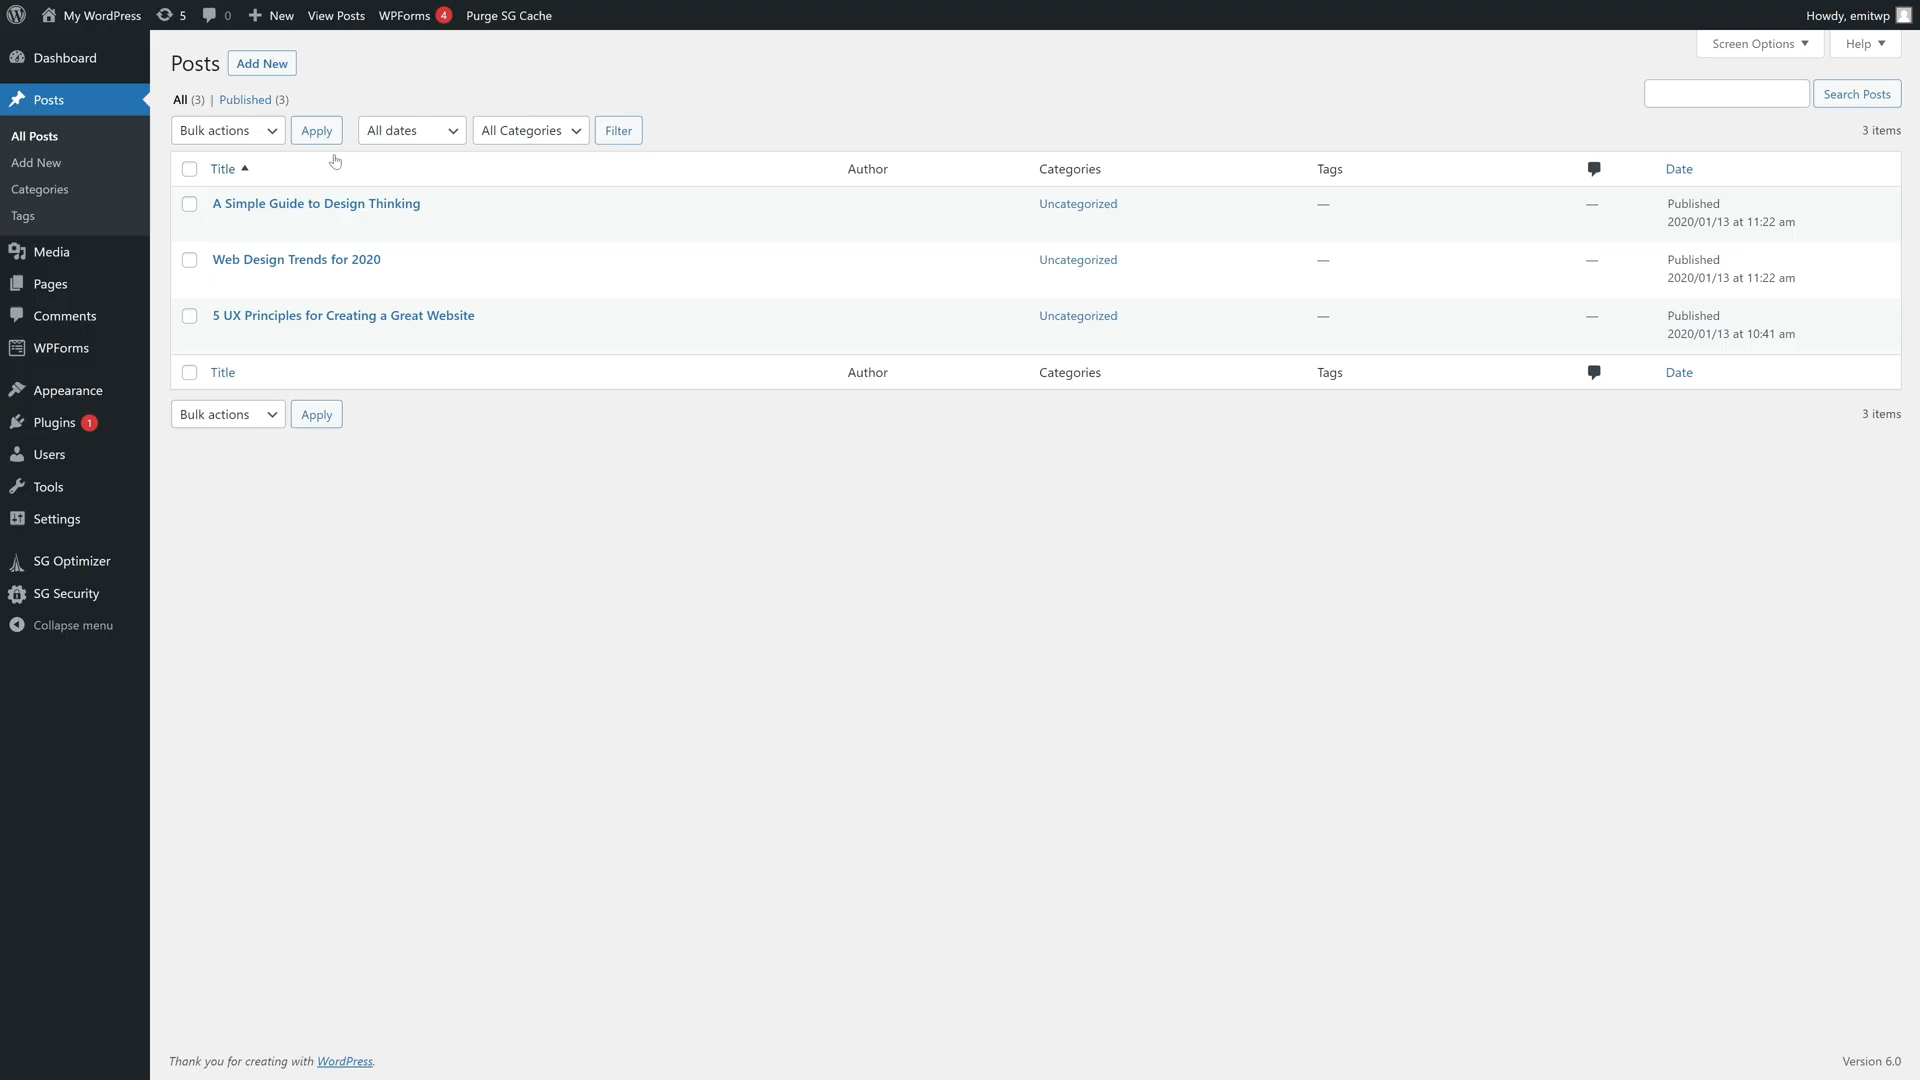 My WordPress 5 0 New View Posts WPForms 4 Purge SG Cache Howdy, emitwp
Screen Options Help
Dashboard
Posts
All Posts
Add New
Categories
Tags
Media
Pages
Comments
WPForms
Appearance
Plugins 1
Users
Tools
Settings
SG Optimizer
SG Security
Collapse menu
Posts Add New
All (3) | Published (3)
Search Posts
Bulk actions Apply All dates All Categories Filter 3 items
Title Author Categories Tags Date
A Simple Guide to Design Thinking Uncategorized — — Published
2020/01/13 at 11:22 am
Web Design Trends for 2020 Uncategorized — — Published
2020/01/13 at 11:22 am
5 UX Principles for Creating a Great Website Uncategorized — — Published
2020/01/13 at 10:41 am
Title Author Categories Tags Date
Bulk actions Apply 3 items
Thank you for creating with WordPress. Version 6.0